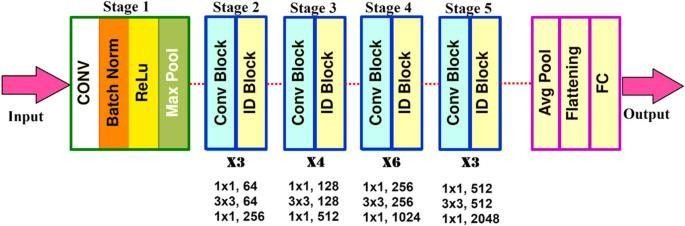 Stage 1
Stage 2
Stage 3
Stage 4
Stage 5
Input
CONV
Batch Norm
ReLu
Max Pool
Conv Block
ID Block
Conv Block
ID Block
Conv Block
ID Block
Conv Block
ID Block
Avg Pool
Flattening
FC
Output
X3
X4
X6
X3
1x1, 64
3x3, 64
1x1, 256
1x1, 128
3x3, 128
1x1, 512
1x1, 256
3x3, 256
1x1, 1024
1x1, 512
3x3, 512
1x1, 2048